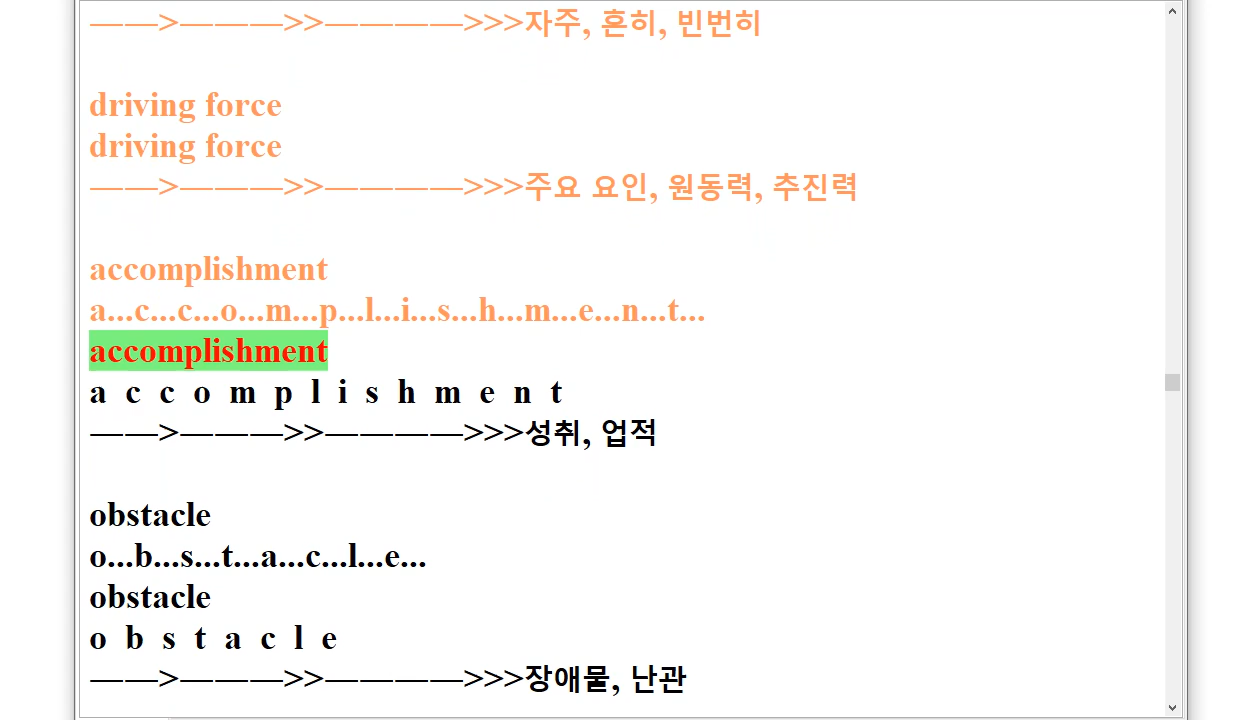 ——>———>>————>>>자주, 흔히, 빈번히
driving force
driving force
——>———>>————>>>주요 요인, 원동력, 추진력
accomplishment
a...c...c...o...m...p...l...i...s...h...m...e...n...t...
accomplishment
a c c o m p l i s h m e n t
——>———>>————>>>성취, 업적
obstacle
o...b...s...t...a...c...l...e...
obstacle
o b s t a c l e
——>———>>————>>>장애물, 난관